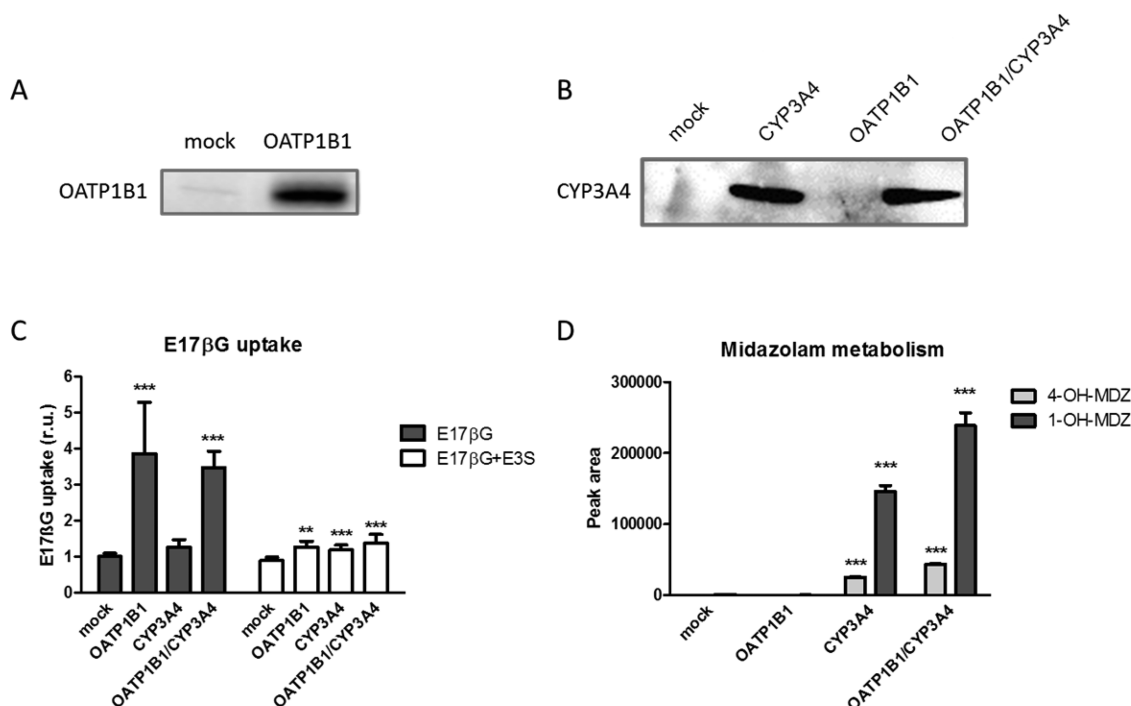 A
mock OATP1B1
OATP1B1
B
mock
CYP3A4
OATP1B1
OATP1B1/CYP3A4
CYP3A4
C
E17βG uptake
E17ßG uptake (r.u.)
6
5
4
3
2
1
0
***
***
**
***
***
mock
OATP1B1
CYP3A4
OATP1B1/CYP3A4
mock
OATP1B1
CYP3A4
OATP1B1/CYP3A4
E17βG
E17βG+E3S
D
Midazolam metabolism
Peak area
300000
200000
100000
0
***
***
***
***
mock
OATP1B1
CYP3A4
OATP1B1/CYP3A4
4-OH-MDZ
1-OH-MDZ